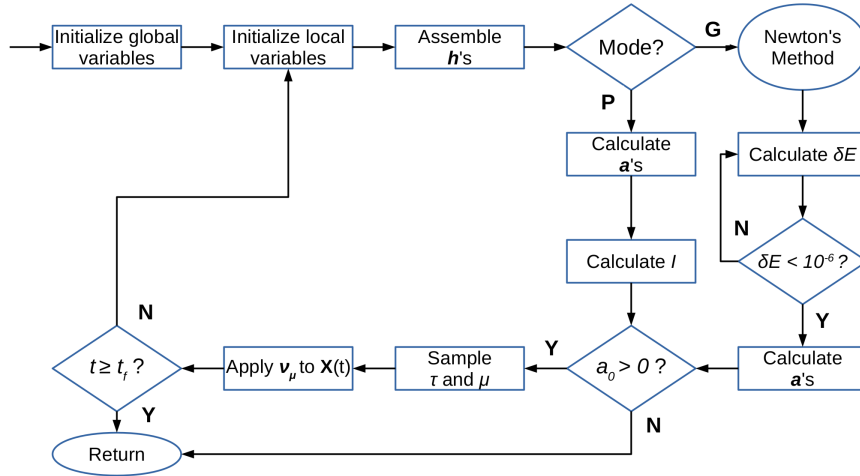 Initialize global
variables
Initialize local
variables
Assemble
h's
Mode?
G
Newton's
Method
P
Calculate
a's
Calculate δE
N
Calculate I
δE < 10⁻⁶ ?
N
Y
t ≥ t_f ?
Apply ν_μ to X(t)
Sample
τ and μ
Y
a₀ > 0 ?
Calculate
a's
Y
N
Return